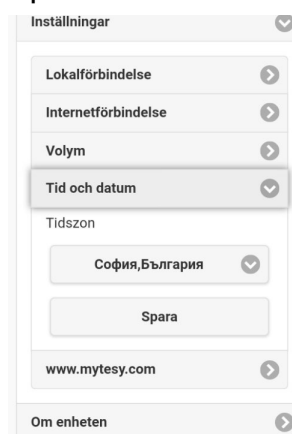 Inställningar
Lokalförbindelse
Internetförbindelse
Volym
Tid och datum
Tidszon
София,България
Spara
www.mytesy.com
Om enheten